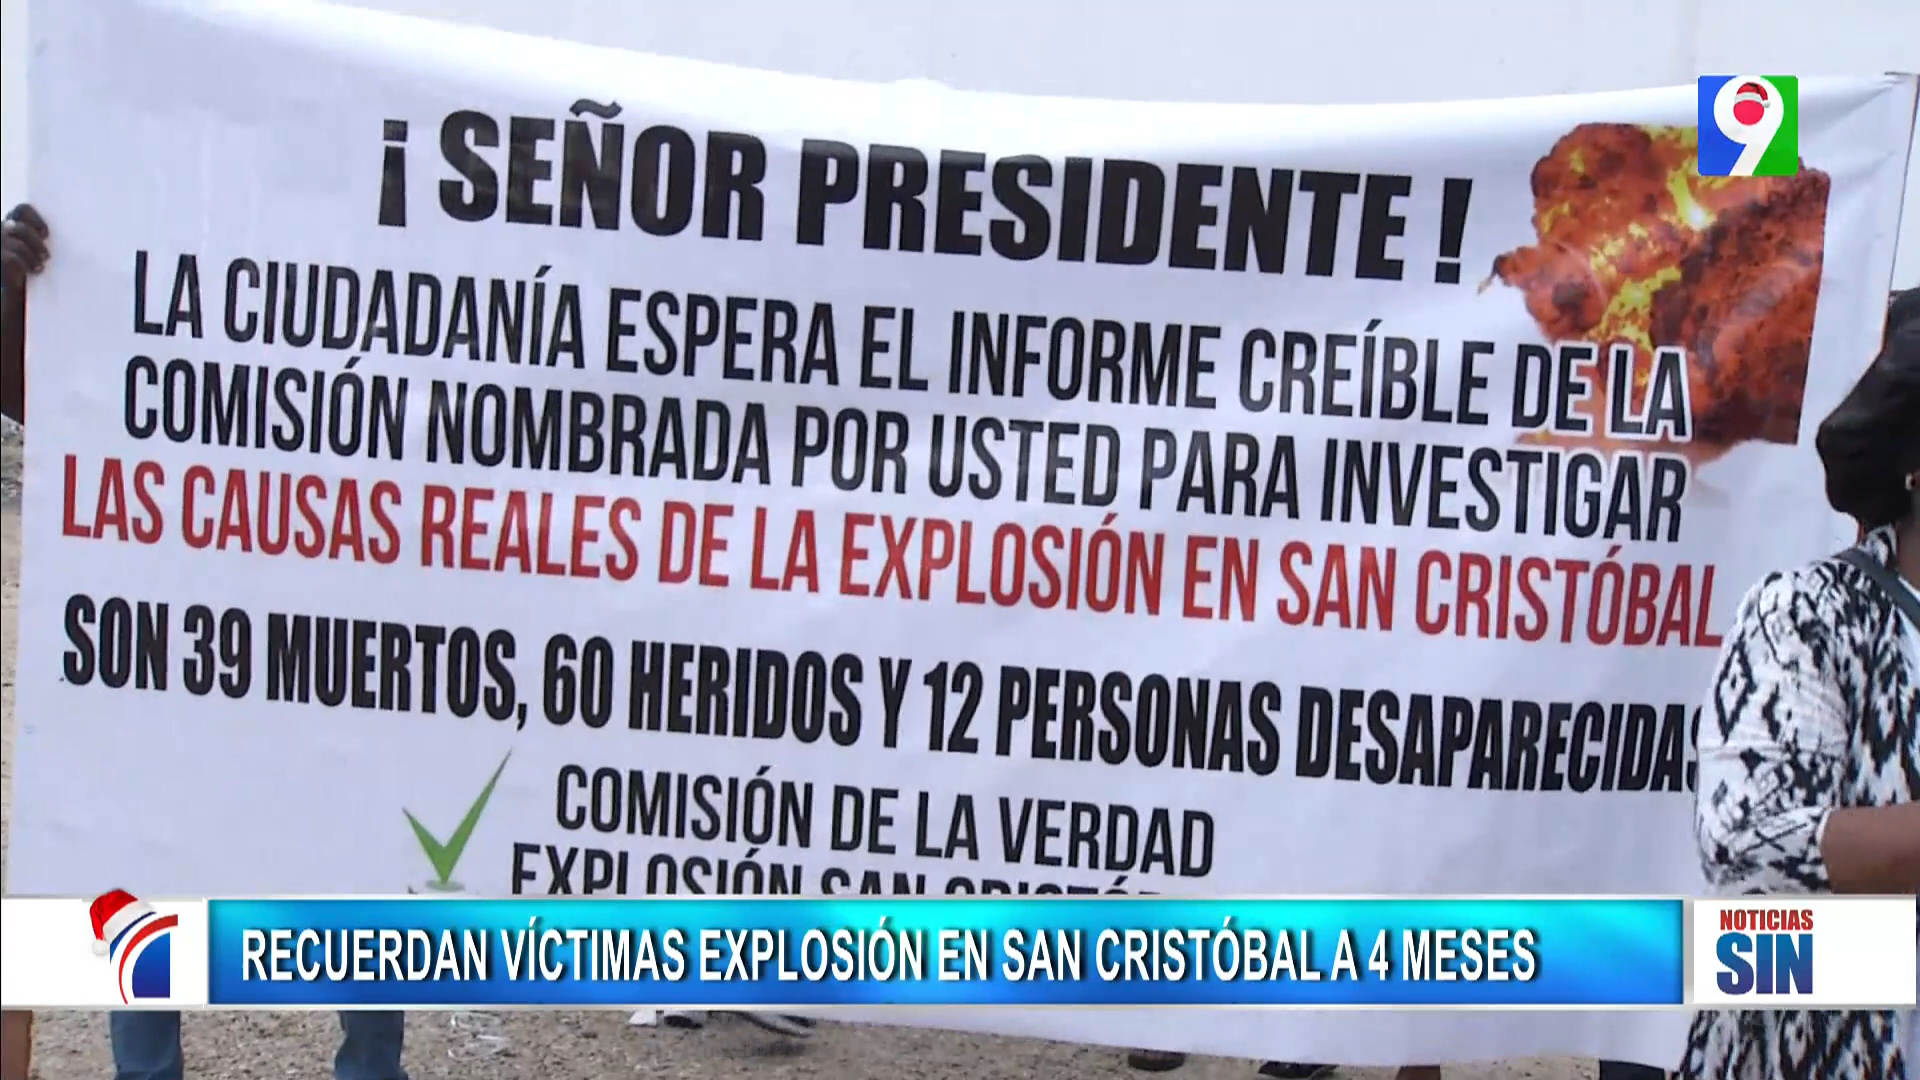 9
¡ SEÑOR PRESIDENTE !
LA CIUDADANÍA ESPERA EL INFORME CREÍBLE DE LA
COMISIÓN NOMBRADA POR USTED PARA INVESTIGAR
LAS CAUSAS REALES DE LA EXPLOSIÓN EN SAN CRISTÓBAL
SON 39 MUERTOS, 60 HERIDOS Y 12 PERSONAS DESAPARECIDAS
COMISIÓN DE LA VERDAD
EXPLOSIÓN SAN
RECUERDAN VÍCTIMAS EXPLOSIÓN EN SAN CRISTÓBAL A 4 MESES
NOTICIAS
SIN